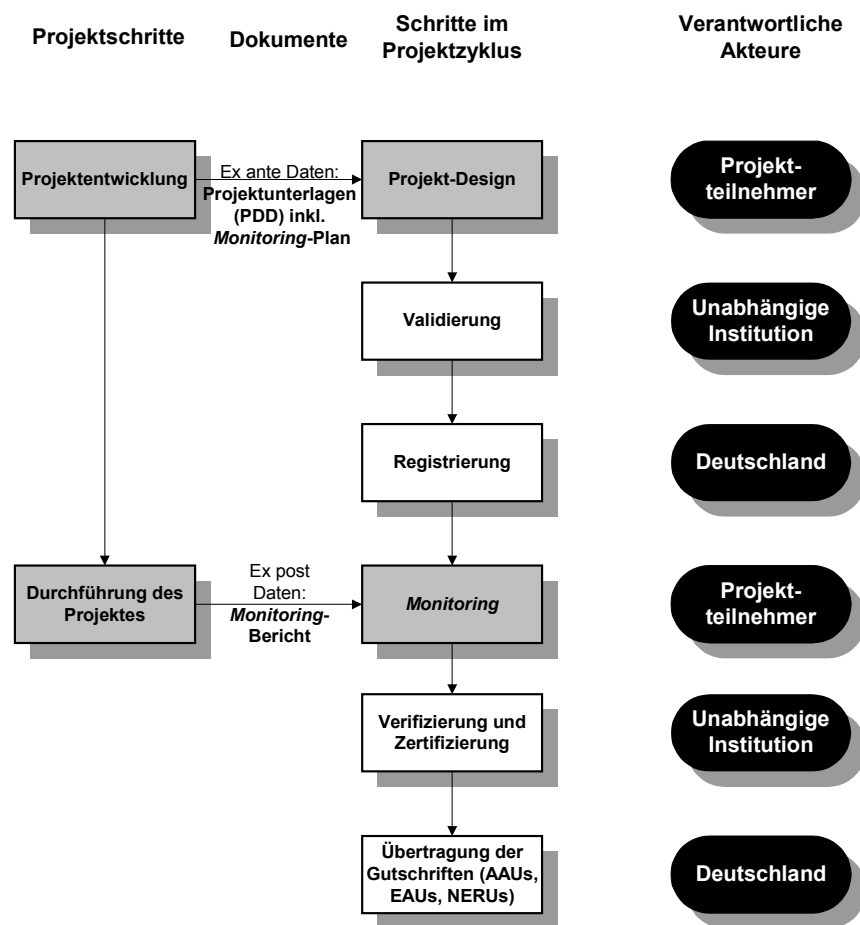 Projektschritte
Dokumente
Schritte im
Projektzyklus
Verantwortliche
Akteure
Projektentwicklung
Ex ante Daten:
Projektunterlagen
(PDD) inkl.
Monitoring-Plan
Projekt-Design
Projekt-
teilnehmer
Validierung
Unabhängige
Institution
Registrierung
Deutschland
Durchführung des
Projektes
Ex post
Daten:
Monitoring-
Bericht
Monitoring
Projekt-
teilnehmer
Verifizierung und
Zertifizierung
Unabhängige
Institution
Übertragung der
Gutschriften (AAUs,
EAUs, NERUs)
Deutschland